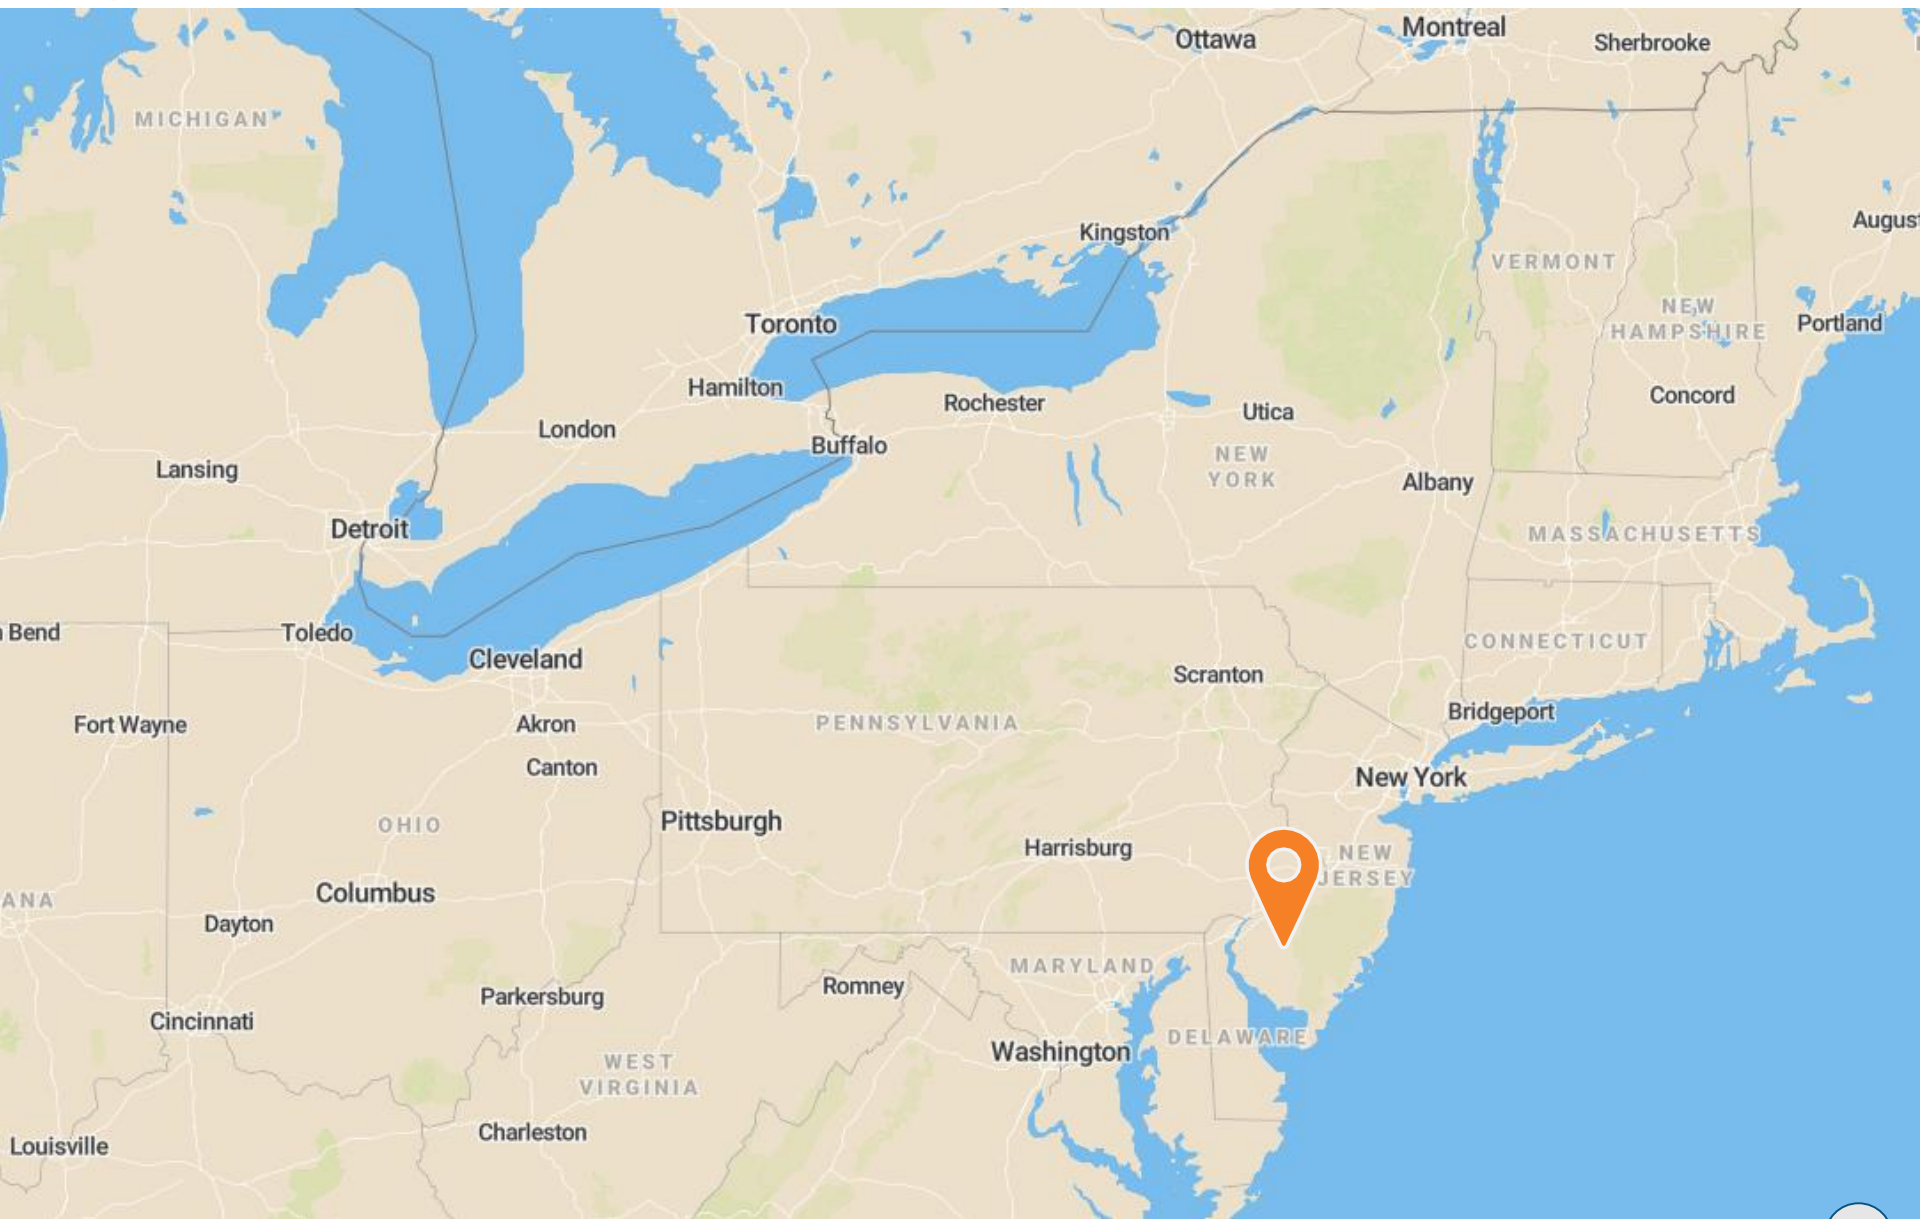 Ottawa
Montreal
Sherbrooke
MICHIGAN
Kingston
Augus
VERMONT
NEW
HAMPSHIRE
Portland
Toronto
Hamilton
Rochester
Concord
Utica
London
Buffalo
NEW
YORK
Lansing
Albany
Detroit
MASSACHUSETTS
Bend
Toledo
CONNECTICUT
Cleveland
Scranton
Bridgeport
Fort Wayne
Akron
PENNSYLVANIA
Canton
New York
OHIO
Pittsburgh
Harrisburg
NEW
JERSEY
Columbus
ANA
Dayton
MARYLAND
Romney
Parkersburg
Cincinnati
DELAWARE
Washington
WEST
VIRGINIA
Charleston
Louisville